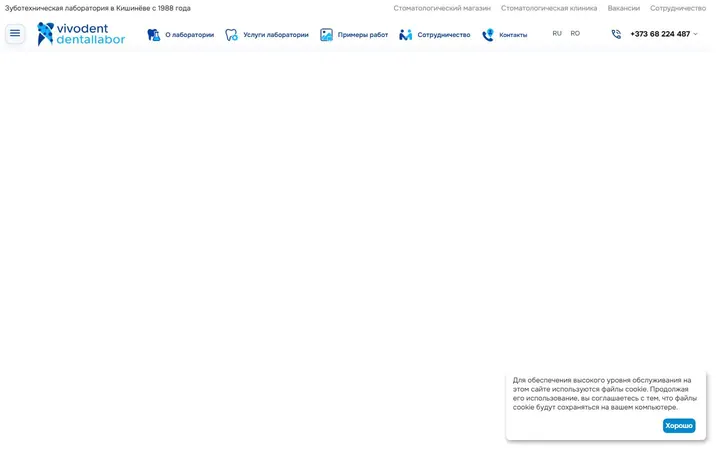 Зуботехническая лаборатория в Кишинёве с 1988 года
Стоматологический магазин Стоматологическая клиника Вакансии Сотрудничество
vivodent
dentallabor
О лаборатории Услуги лаборатории Примеры работ Сотрудничество Контакты RU RO +373 68 224 487
Для обеспечения высокого уровня обслуживания на
этом сайте используются файлы cookie. Продолжая
его использование, вы соглашаетесь с тем, что файлы
cookie будут сохраняться на вашем компьютере.
Хорошо